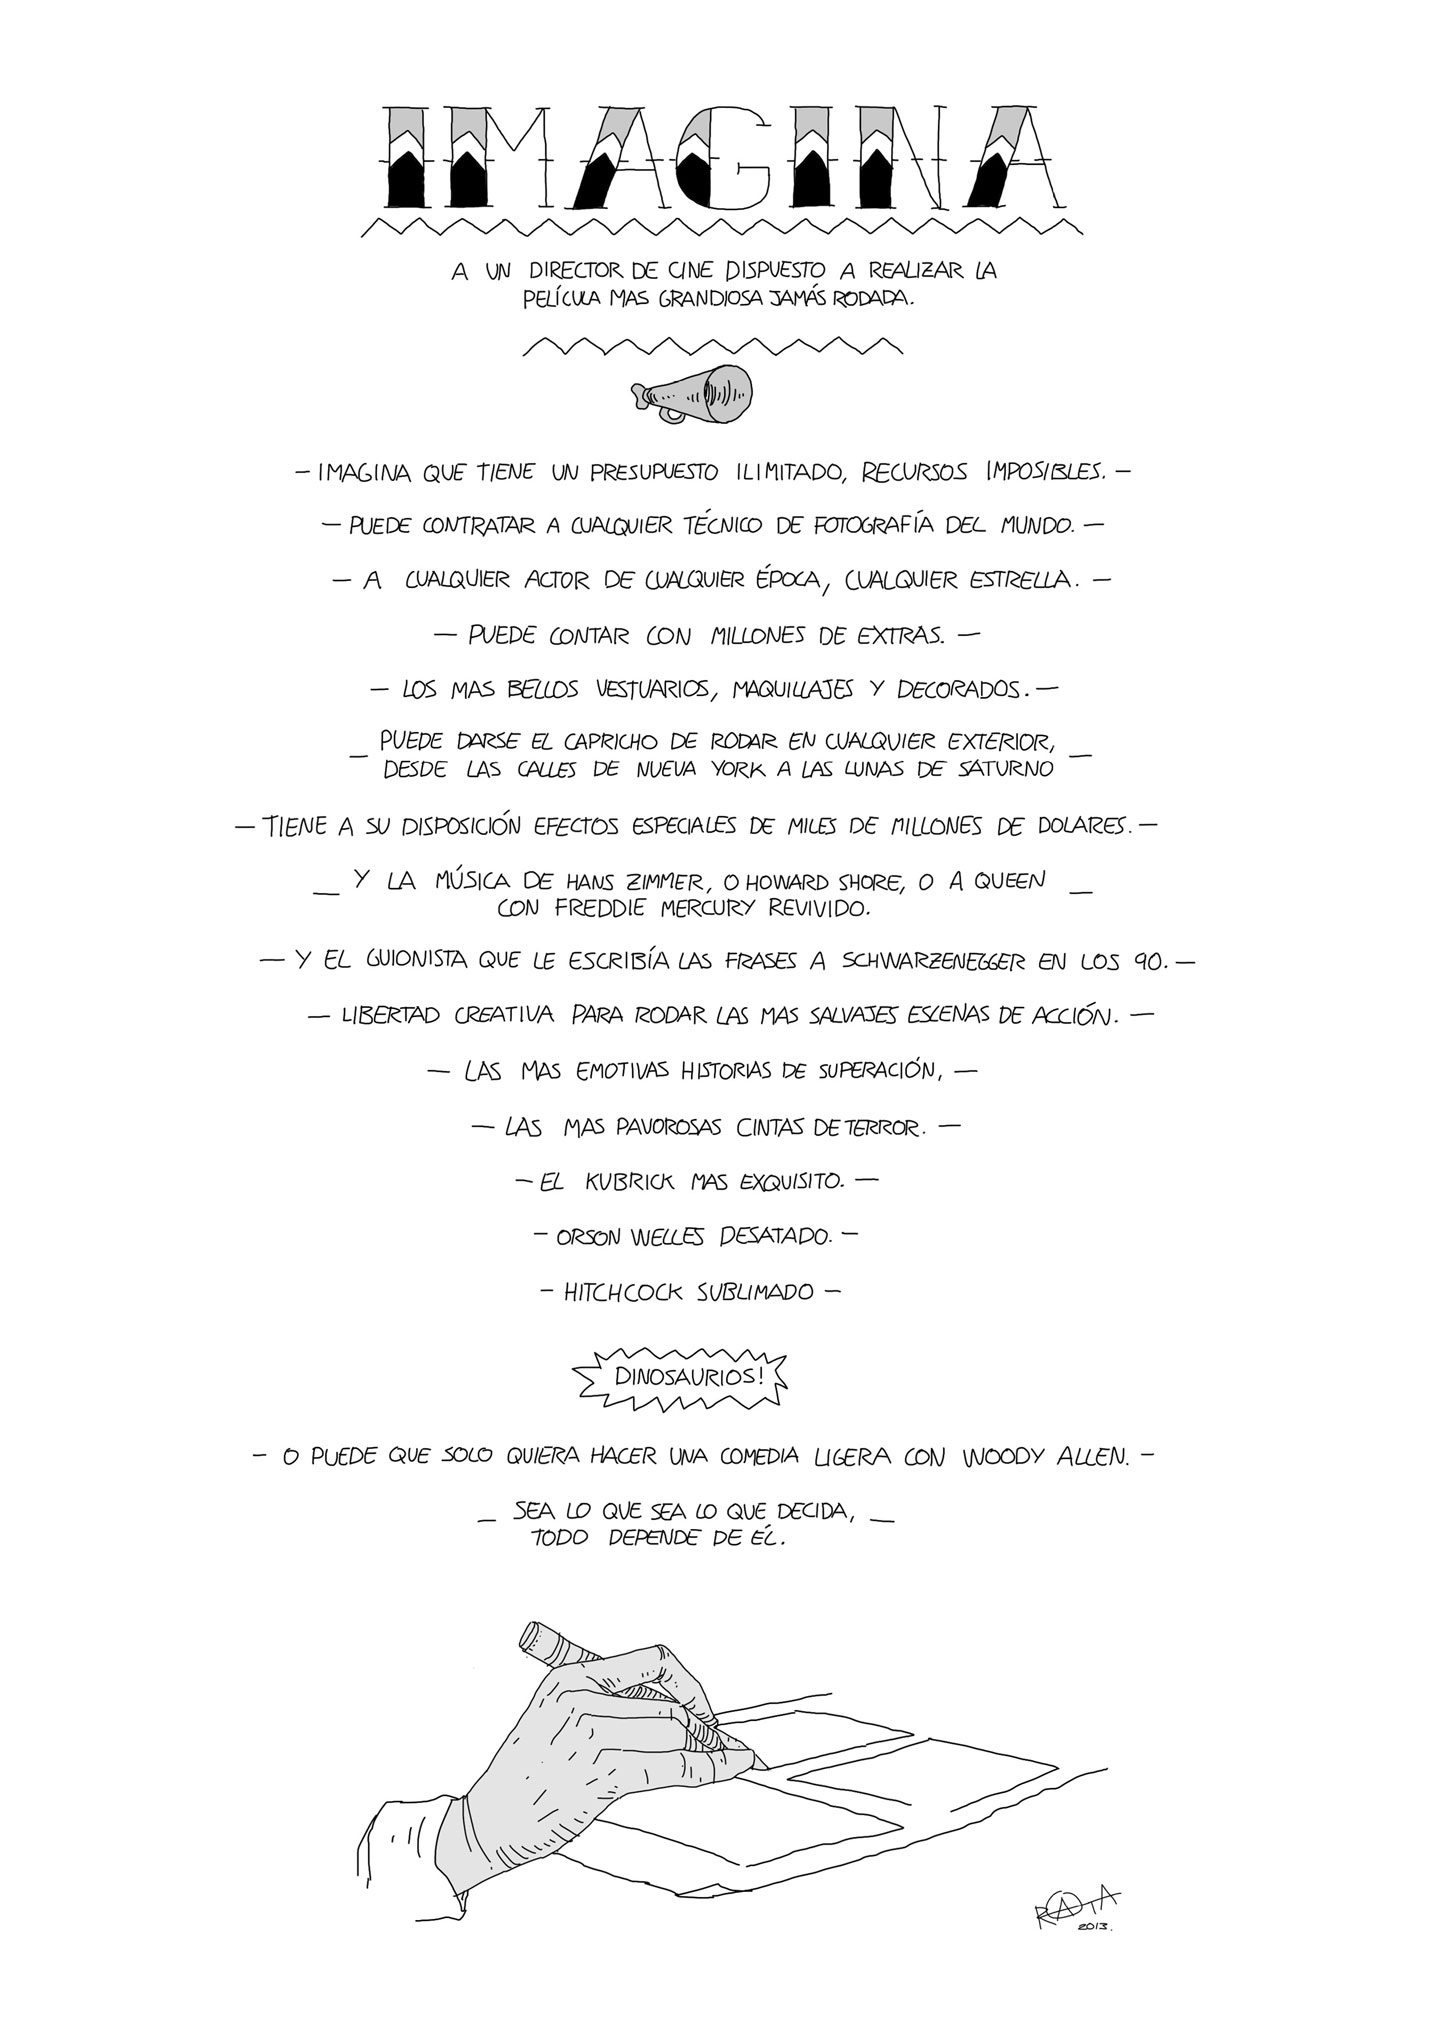 IMAGINA
A UN DIRECTOR DE CINE DISPUESTO A REALIZAR LA
PELÍCULA MAS GRANDIOSA JAMÁS RODADA.
— IMAGINA QUE TIENE UN PRESUPUESTO ILIMITADO, RECURSOS IMPOSIBLES. —
— PUEDE CONTRATAR A CUALQUIER TÉCNICO DE FOTOGRAFÍA DEL MUNDO. —
— A CUALQUIER ACTOR DE CUALQUIER ÉPOCA, CUALQUIER ESTRELLA. —
— PUEDE CONTAR CON MILLONES DE EXTRAS. —
— LOS MAS BELLOS VESTUARIOS, MAQUILLAJES Y DECORADOS. —
— PUEDE DARSE EL CAPRICHO DE RODAR EN CUALQUIER EXTERIOR,
DESDE LAS CALLES DE NUEVA YORK A LAS LUNAS DE SATURNO —
— TIENE A SU DISPOSICIÓN EFECTOS ESPECIALES DE MILES DE MILLONES DE DOLARES. —
— Y LA MÚSICA DE HANS ZIMMER, O HOWARD SHORE, O A QUEEN
CON FREDDIE MERCURY REVIVIDO. —
— Y EL GUIONISTA QUE LE ESCRIBÍA LAS FRASES A SCHWARZENEGGER EN LOS 90. —
— LIBERTAD CREATIVA PARA RODAR LAS MAS SALVAJES ESCENAS DE ACCIÓN. —
— LAS MAS EMOTIVAS HISTORIAS DE SUPERACIÓN, —
— LAS MAS PAVOROSAS CINTAS DE TERROR. —
— EL KUBRICK MAS EXQUISITO. —
— ORSON WELLES DESATADO. —
— HITCHCOCK SUBLIMADO —
DINOSAURIOS!
— O PUEDE QUE SOLO QUIERA HACER UNA COMEDIA LIGERA CON WOODY ALLEN. —
— SEA LO QUE SEA LO QUE DECIDA,
TODO DEPENDE DE ÉL. —
RATA
2013.